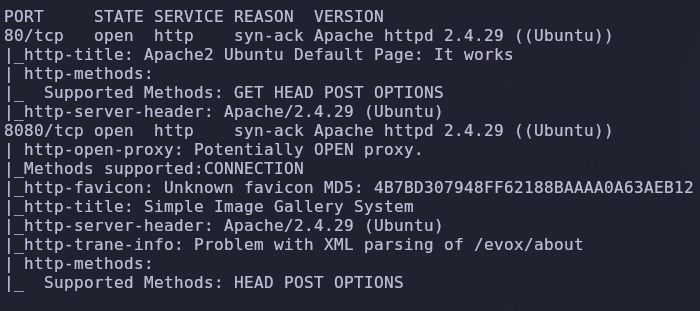 PORT     STATE SERVICE REASON  VERSION
80/tcp   open  http    syn-ack Apache httpd 2.4.29 ((Ubuntu))
|_http-title: Apache2 Ubuntu Default Page: It works
| http-methods:
|_  Supported Methods: GET HEAD POST OPTIONS
|_http-server-header: Apache/2.4.29 (Ubuntu)
8080/tcp open  http    syn-ack Apache httpd 2.4.29 ((Ubuntu))
| http-open-proxy: Potentially OPEN proxy.
|_Methods supported:CONNECTION
|_http-favicon: Unknown favicon MD5: 4B7BD307948FF62188BAAAA0A63AEB12
|_http-title: Simple Image Gallery System
|_http-server-header: Apache/2.4.29 (Ubuntu)
|_http-trane-info: Problem with XML parsing of /evox/about
| http-methods:
|_  Supported Methods: HEAD POST OPTIONS